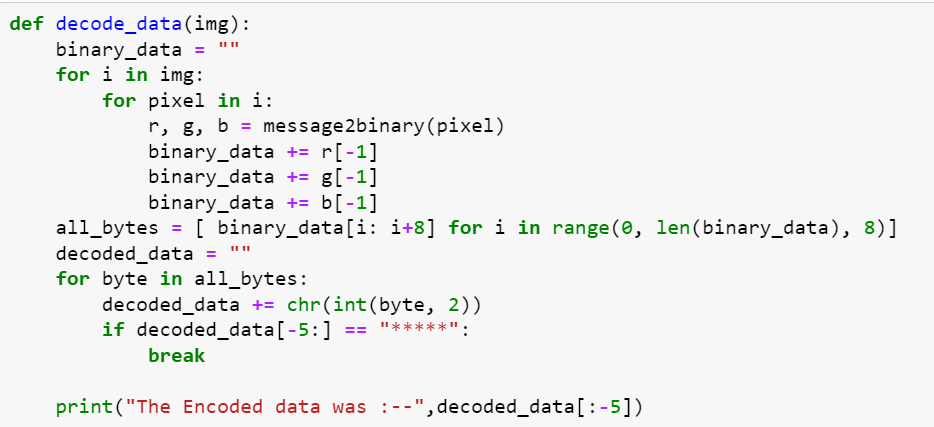 def decode_data(img):
    binary_data = ""
    for i in img:
        for pixel in i:
            r, g, b = message2binary(pixel)
            binary_data += r[-1]
            binary_data += g[-1]
            binary_data += b[-1]
    all_bytes = [ binary_data[i: i+8] for i in range(0, len(binary_data), 8)]
    decoded_data = ""
    for byte in all_bytes:
        decoded_data += chr(int(byte, 2))
        if decoded_data[-5:] == "*****":
            break
    print("The Encoded data was :--",decoded_data[:-5])